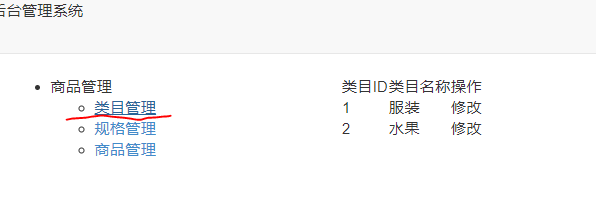 后台管理系统
商品管理
类目管理
规格管理
商品管理
类目ID 类目名称 操作
1 服装 修改
2 水果 修改